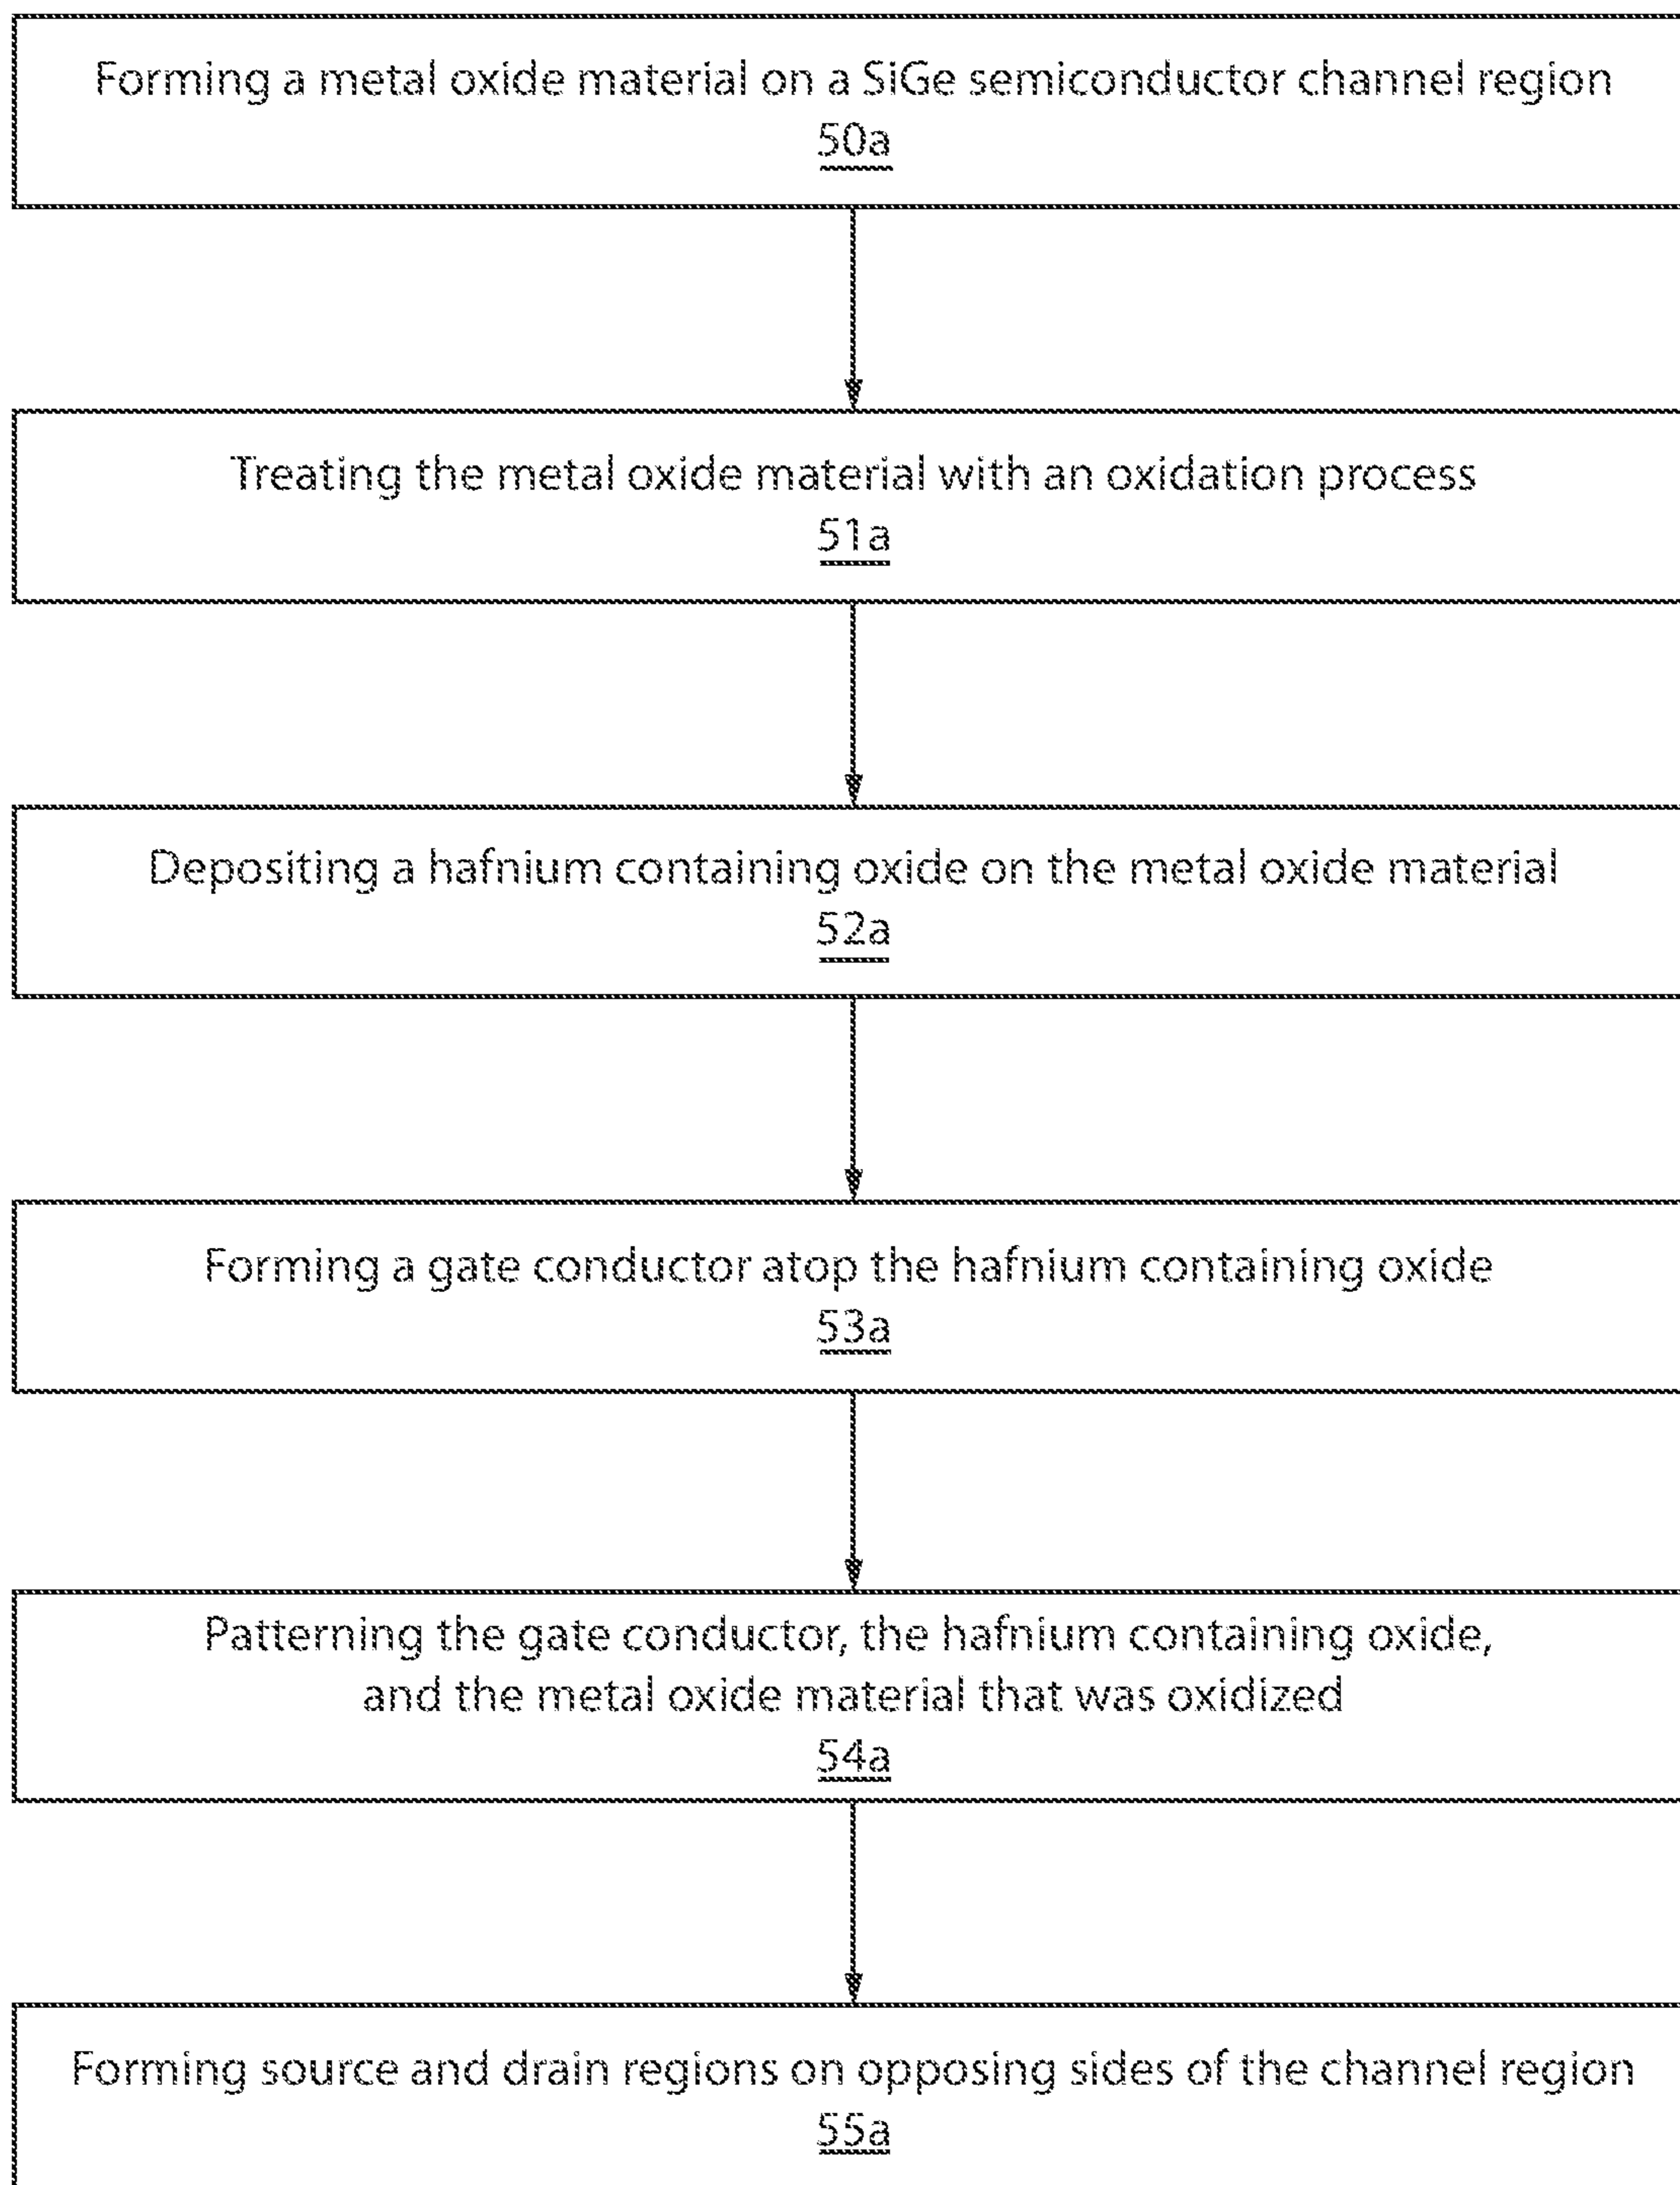 Forming a metal oxide material on a SiGe semiconductor channel region
50a
Treating the metal oxide material with an oxidation process
51a
Depositing a hafnium containing oxide on the metal oxide material
52a
Forming a gate conductor atop the hafnium containing oxide
53a
Patterning the gate conductor, the hafnium containing oxide,
and the metal oxide material that was oxidized
54a
Forming source and drain regions on opposing sides of the channel region
55a